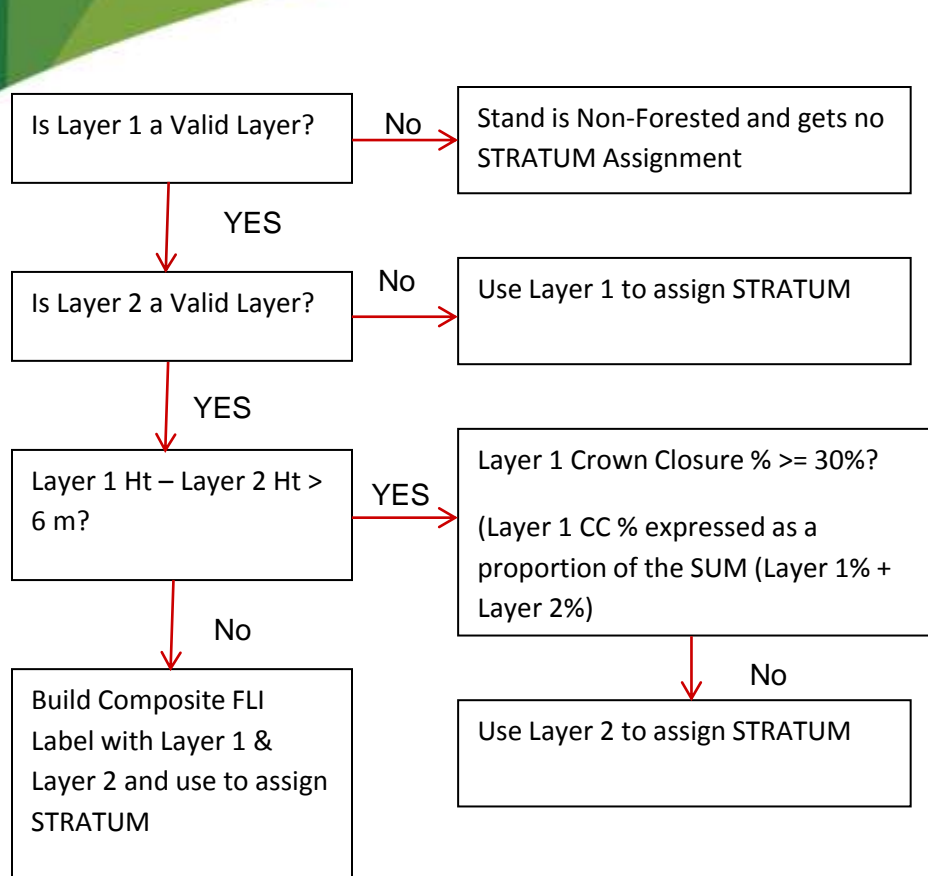 Is Layer 1 a Valid Layer?
No
Stand is Non-Forested and gets no
STRATUM Assignment
YES
Is Layer 2 a Valid Layer?
No
Use Layer 1 to assign STRATUM
YES
Layer 1 Ht – Layer 2 Ht >
6 m?
YES
Layer 1 Crown Closure % >= 30%?
(Layer 1 CC % expressed as a
proportion of the SUM (Layer 1% +
Layer 2%)
No
Build Composite FLI
Label with Layer 1 &
Layer 2 and use to assign
STRATUM
No
Use Layer 2 to assign STRATUM